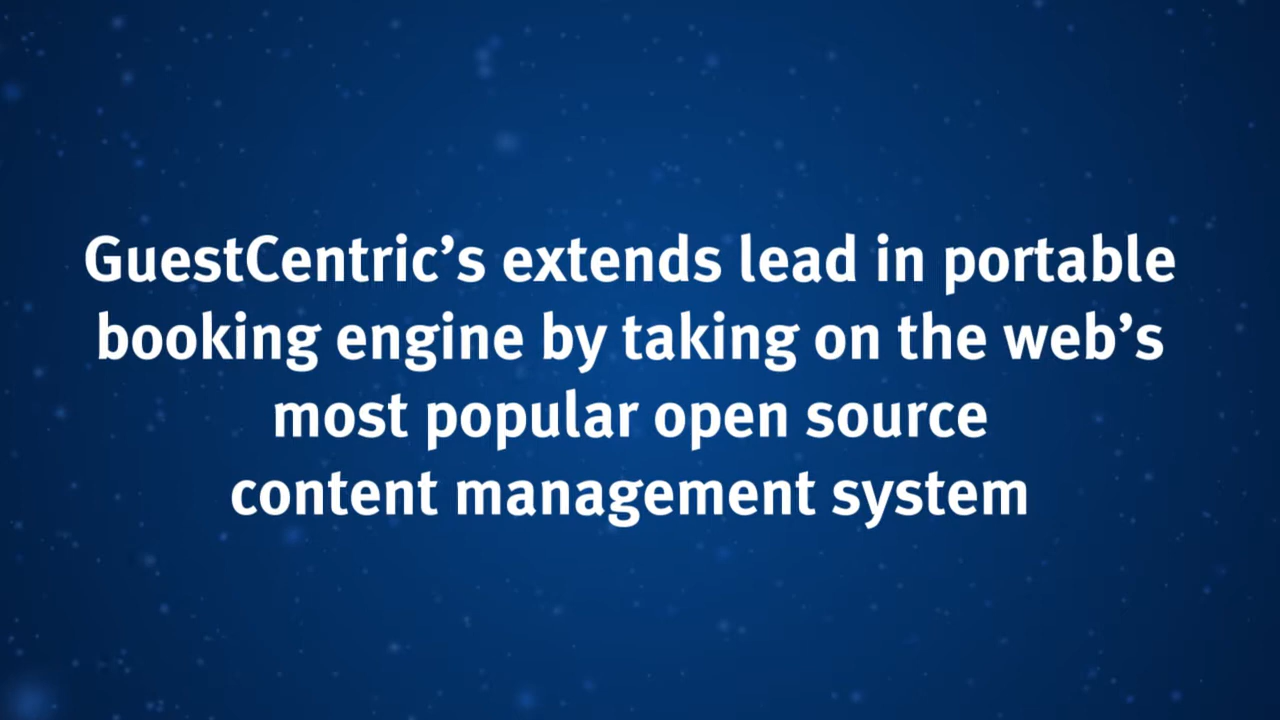 GuestCentric’s extends lead in portable
booking engine by taking on the web’s
most popular open source
content management system